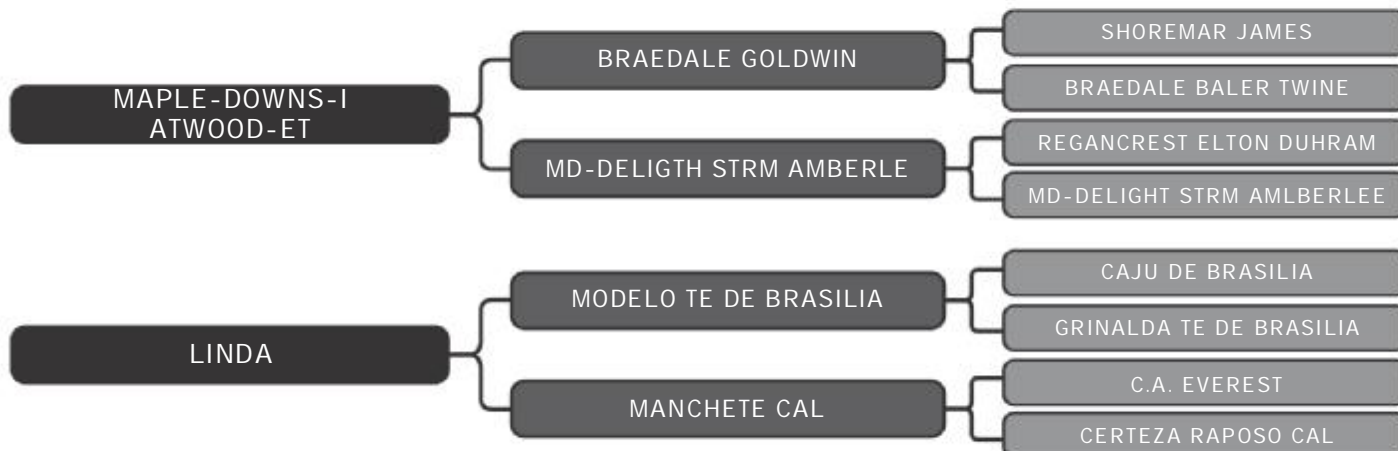 MAPLE-DOWNS-I
ATWOOD-ET
BRAEDALE GOLDWIN
SHOREMAR JAMES
BRAEDALE BALER TWINE
MD-DELIGTH STRM AMBERLE
REGANCREST ELTON DUHRAM
MD-DELIGHT STRM AMLBERLEE
LINDA
MODELO TE DE BRASILIA
CAJU DE BRASILIA
GRINALDA TE DE BRASILIA
MANCHETE CAL
C.A. EVEREST
CERTEZA RAPOSO CAL